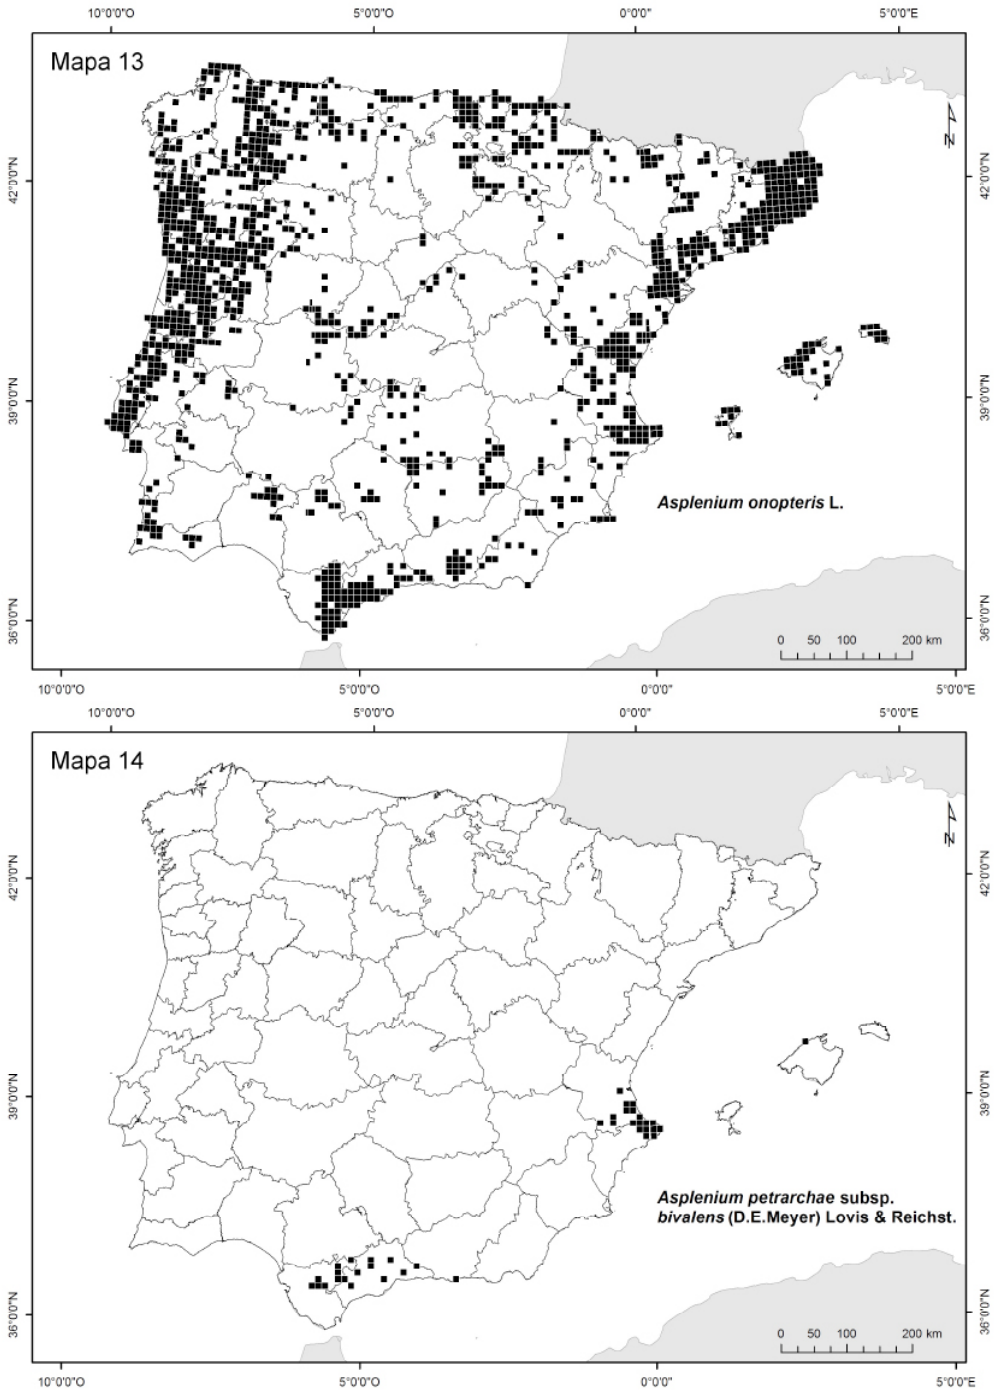 10°0'0"O 5°0'0"O 0°0'0" 5°0'0"E
Mapa 13
N
42°0'0"N 42°0'0"N
39°0'0"N 39°0'0"N
Asplenium onopteris L.
36°0'0"N 36°0'0"N
0 50 100 200 km
10°0'0"O 5°0'0"O 0°0'0" 5°0'0"E
10°0'0"O 5°0'0"O 0°0'0" 5°0'0"E
Mapa 14
N
42°0'0"N 42°0'0"N
39°0'0"N 39°0'0"N
Asplenium petrarchae subsp.
bivalens (D.E.Meyer) Lovis & Reichst.
36°0'0"N 36°0'0"N
0 50 100 200 km
10°0'0"O 5°0'0"O 0°0'0" 5°0'0"E